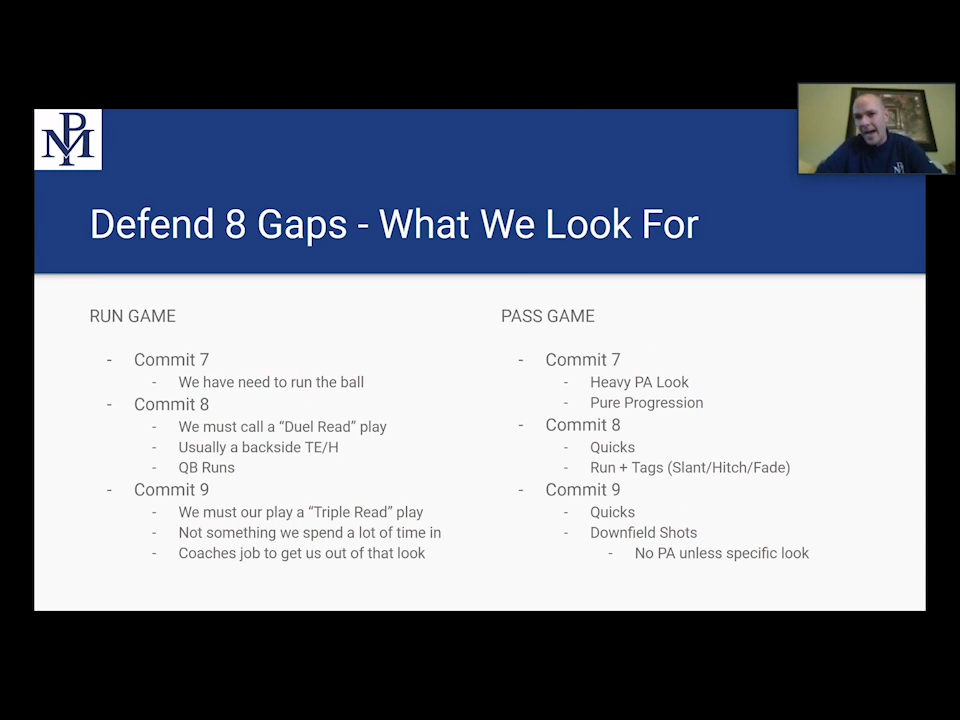 PNM
Defend 8 Gaps - What We Look For
RUN GAME
- Commit 7
- We have need to run the ball
- Commit 8
- We must call a “Duel Read” play
- Usually a backside TE/H
- QB Runs
- Commit 9
- We must our play a “Triple Read” play
- Not something we spend a lot of time in
- Coaches job to get us out of that look
PASS GAME
- Commit 7
- Heavy PA Look
- Pure Progression
- Commit 8
- Quicks
- Run + Tags (Slant/Hitch/Fade)
- Commit 9
- Quicks
- Downfield Shots
- No PA unless specific look